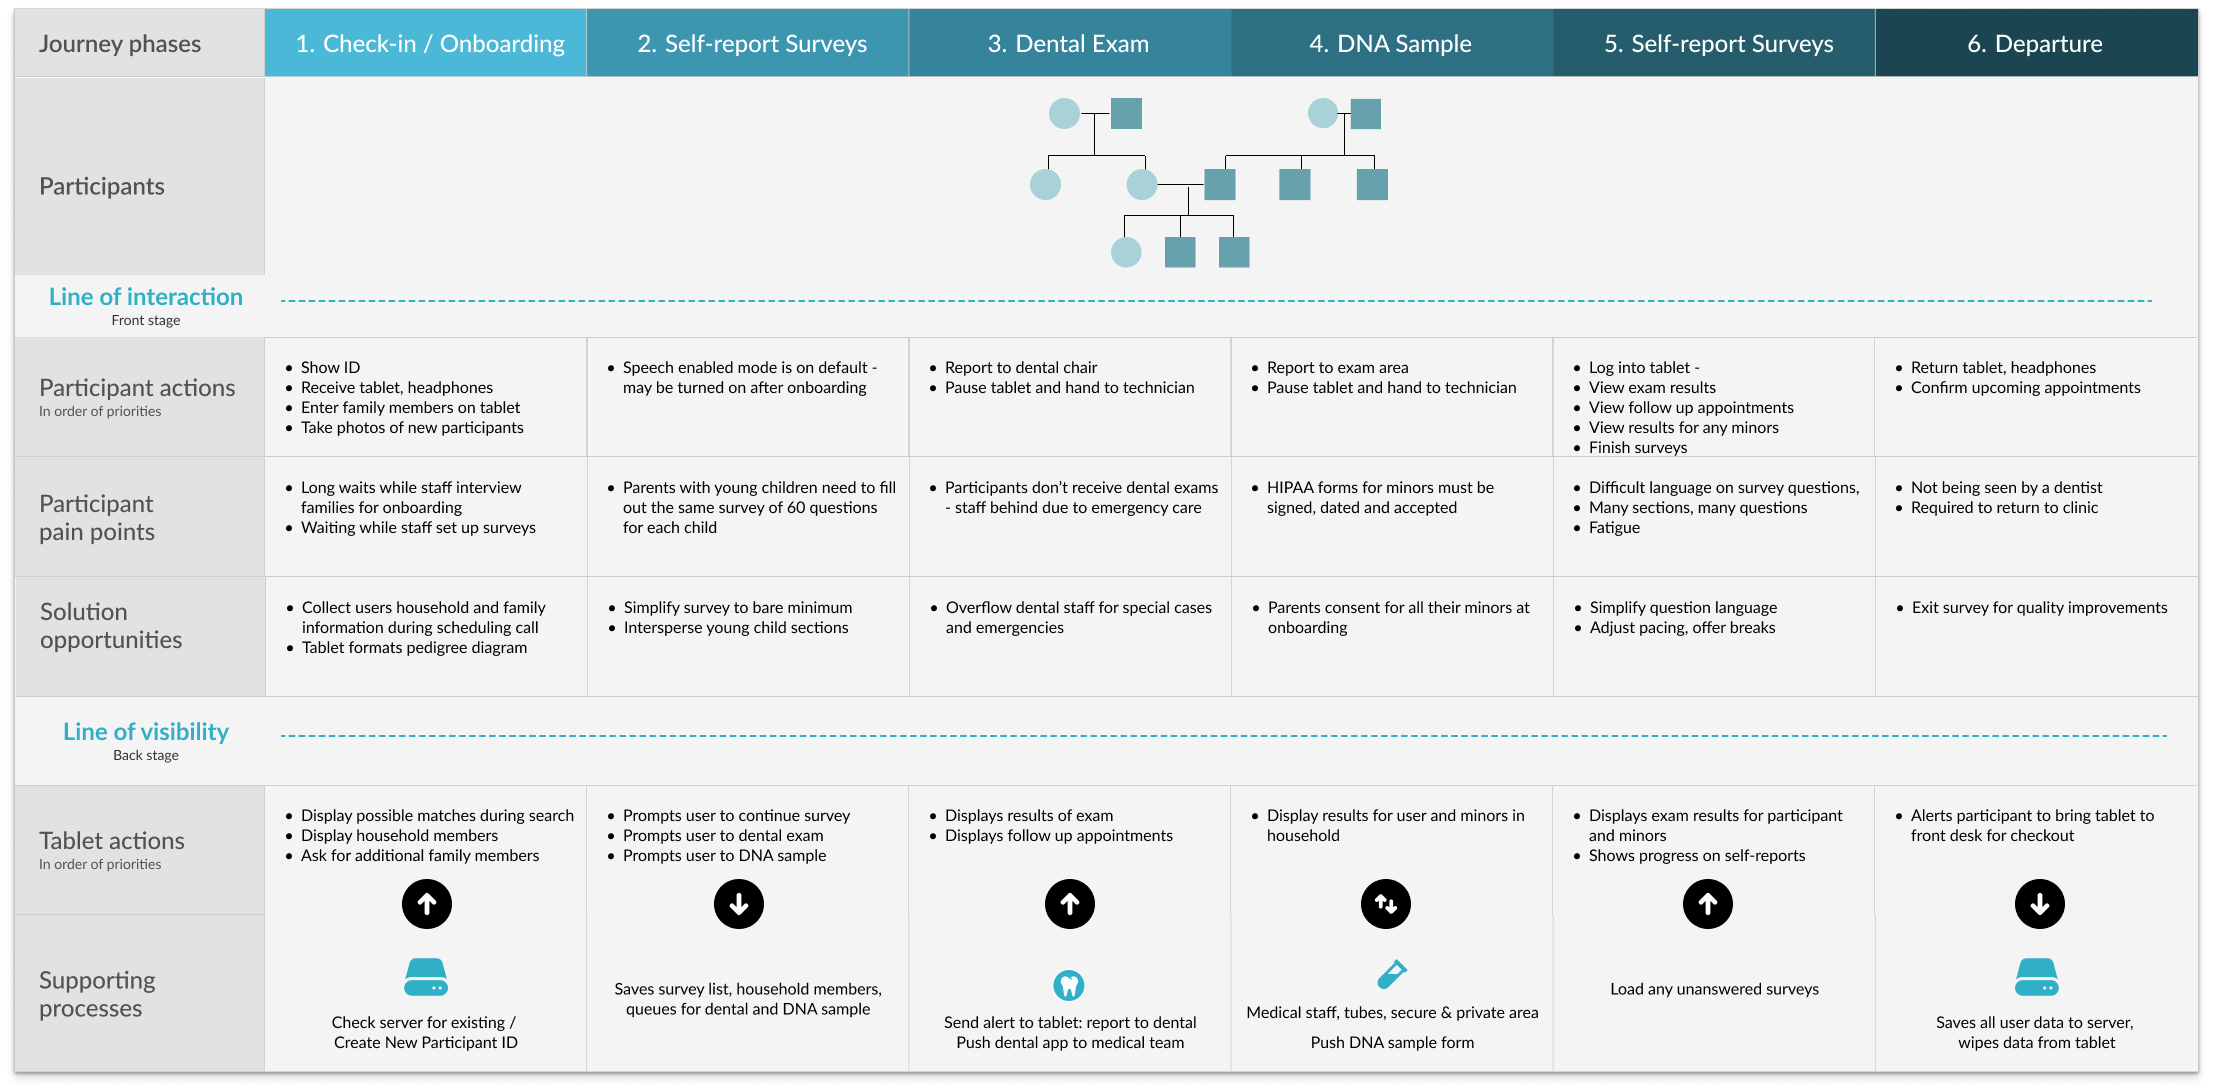 Journey phases
1. Check-in / Onboarding
2. Self-report Surveys
3. Dental Exam
4. DNA Sample
5. Self-report Surveys
6. Departure
Participants
Line of interaction
Front stage
Participant actions
In order of priorities
• Show ID
• Receive tablet, headphones
• Enter family members on tablet
• Take photos of new participants
• Speech enabled mode is on default -
may be turned on after onboarding
• Report to dental chair
• Pause tablet and hand to technician
• Report to exam area
• Pause tablet and hand to technician
• Log into tablet -
• View exam results
• View follow up appointments
• View results for any minors
• Finish surveys
• Return tablet, headphones
• Confirm upcoming appointments
Participant
pain points
• Long waits while staff interview
families for onboarding
• Waiting while staff set up surveys
• Parents with young children need to fill
out the same survey of 60 questions
for each child
• Participants don’t receive dental exams
- staff behind due to emergency care
• HIPAA forms for minors must be
signed, dated and accepted
• Difficult language on survey questions,
• Many sections, many questions
• Fatigue
• Not being seen by a dentist
• Required to return to clinic
Solution
opportunities
• Collect users household and family
information during scheduling call
• Tablet formats pedigree diagram
• Simplify survey to bare minimum
• Intersperse young child sections
• Overflow dental staff for special cases
and emergencies
• Parents consent for all their minors at
onboarding
• Simplify question language
• Adjust pacing, offer breaks
• Exit survey for quality improvements
Line of visibility
Back stage
Tablet actions
In order of priorities
• Display possible matches during search
• Display household members
• Ask for additional family members
• Prompts user to continue survey
• Prompts user to dental exam
• Prompts user to DNA sample
• Displays results of exam
• Displays follow up appointments
• Display results for user and minors in
household
• Displays exam results for participant
and minors
• Shows progress on self-reports
• Alerts participant to bring tablet to
front desk for checkout
Supporting
processes
Check server for existing /
Create New Participant ID
Saves survey list, household members,
queues for dental and DNA sample
Send alert to tablet: report to dental
Push dental app to medical team
Medical staff, tubes, secure & private area
Push DNA sample form
Load any unanswered surveys
Saves all user data to server,
wipes data from tablet